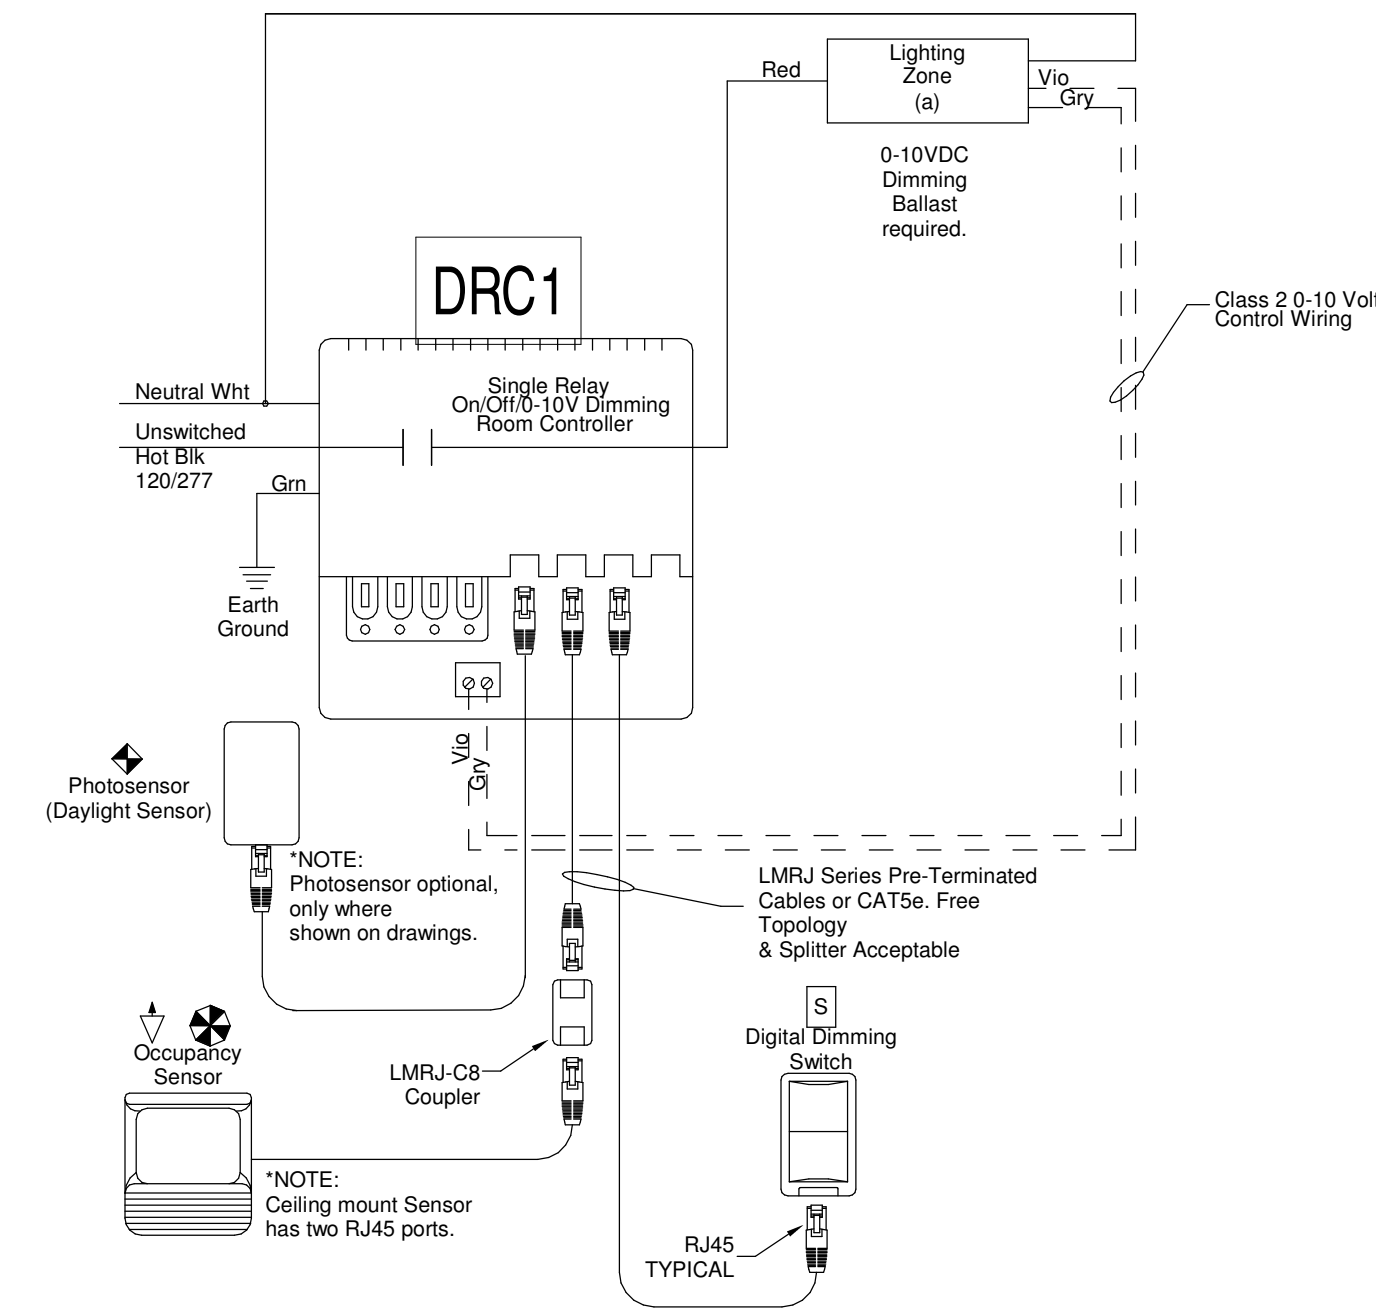 Lighting
Zone
(a)
Red
Vio
Gry
0-10VDC
Dimming
Ballast
required.
DRC1
Class 2 0-10 Volt
Control Wiring
Neutral Wht
Unswitched
Hot Blk
120/277
Single Relay
On/Off/0-10V Dimming
Room Controller
Grn
Earth
Ground
Vio
Gry
Photosensor
(Daylight Sensor)
*NOTE:
Photosensor optional,
only where
shown on drawings.
LMRJ Series Pre-Terminated
Cables or CAT5e. Free
Topology
& Splitter Acceptable
Occupancy
Sensor
LMRJ-C8
Coupler
S
Digital Dimming
Switch
*NOTE:
Ceiling mount Sensor
has two RJ45 ports.
RJ45
TYPICAL